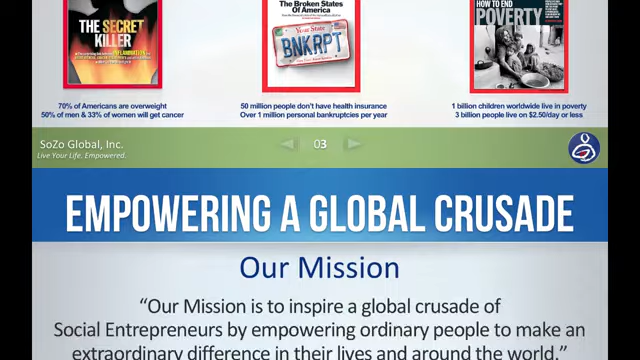 THE SECRET
KILLER
The Broken States
Of America
Your State
BNKRPT
HOW TO END
POVERTY
70% of Americans are overweight
50% of men & 33% of women will get cancer
50 million people don't have health insurance
Over 1 million personal bankruptcies per year
1 billion children worldwide live in poverty
3 billion people live on $2.50/day or less
SoZo Global, Inc.
Live Your Life, Empowered.
03
EMPOWERING A GLOBAL CRUSADE
Our Mission
“Our Mission is to inspire a global crusade of
Social Entrepreneurs by empowering ordinary people to make an
extraordinary difference in their lives and around the world.”